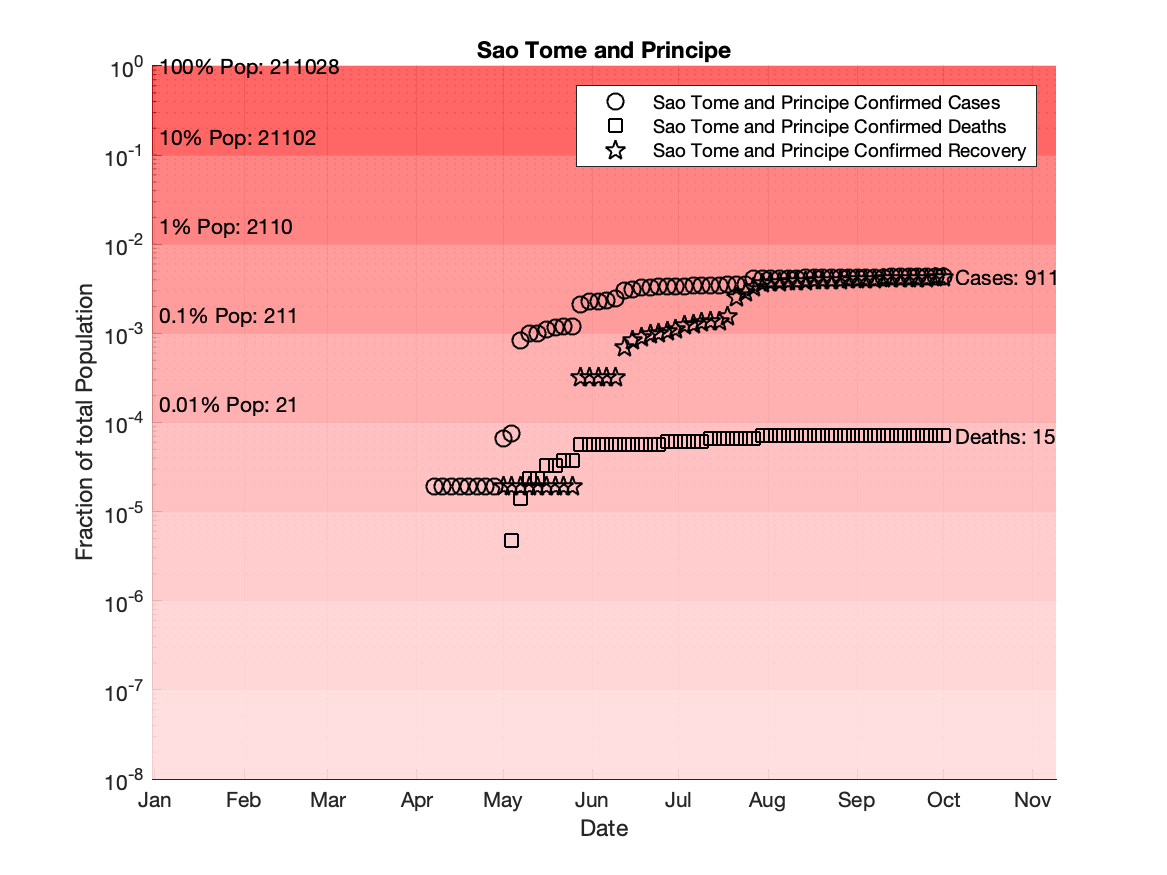 Sao Tome and Principe
10^0
10^-1
10^-2
10^-3
10^-4
10^-5
10^-6
10^-7
10^-8
Fraction of total Population
100% Pop: 211028
10% Pop: 21102
1% Pop: 2110
0.1% Pop: 211
0.01% Pop: 21
Sao Tome and Principe Confirmed Cases
Sao Tome and Principe Confirmed Deaths
Sao Tome and Principe Confirmed Recovery
Cases: 911
Deaths: 15
Jan Feb Mar Apr May Jun Jul Aug Sep Oct Nov
Date